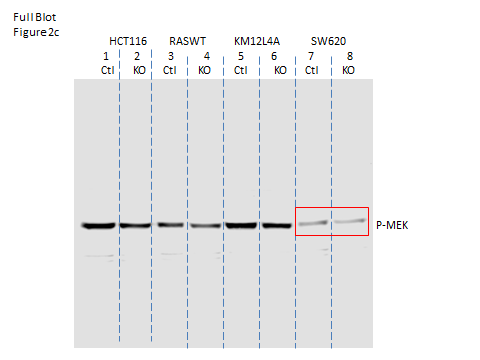 Full Blot
Figure 2c
HCT116 RASWT KM12L4A SW620
1 2 3 4 5 6 7 8
Ctl KO Ctl KO Ctl KO Ctl KO
P-MEK